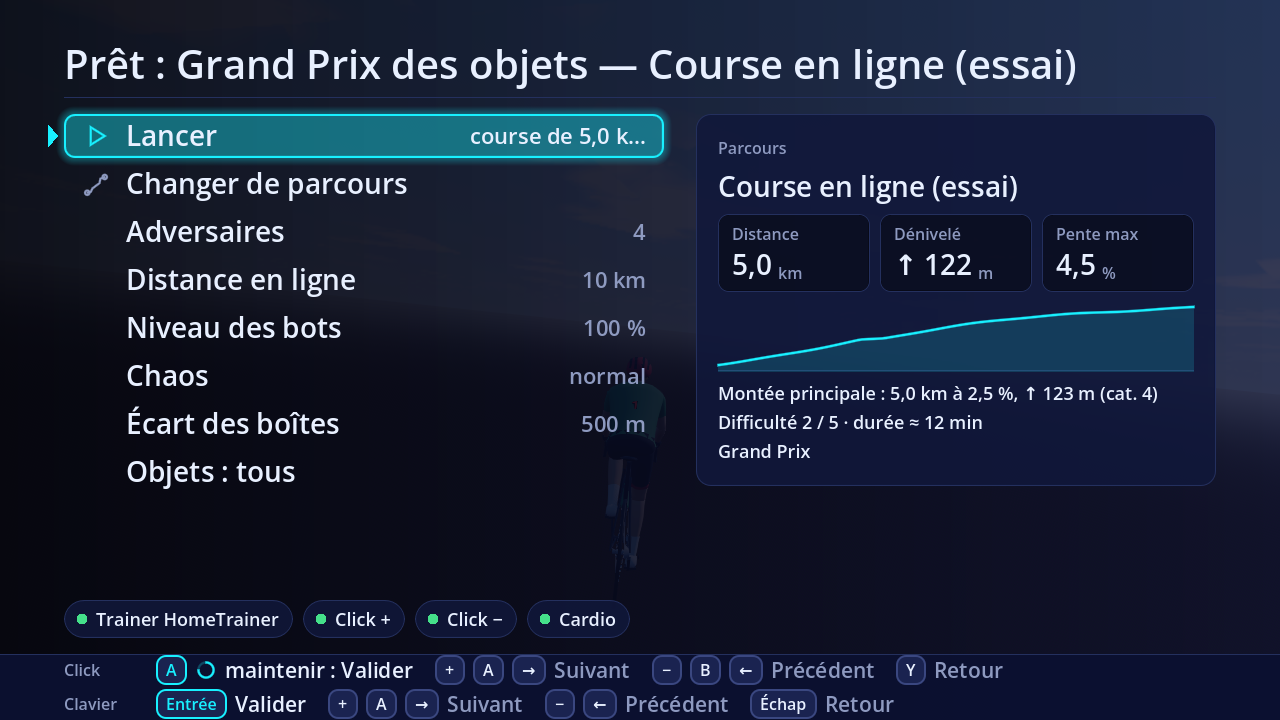 Prêt : Grand Prix des objets — Course en ligne (essai)
Lancer course de 5,0 k...
Changer de parcours
Adversaires 4
Distance en ligne 10 km
Niveau des bots 100 %
Chaos normal
Écart des boîtes 500 m
Objets : tous
Parcours
Course en ligne (essai)
Distance Dénivelé Pente max
5,0 km ↑ 122 m 4,5 %
Montée principale : 5,0 km à 2,5 %, ↑ 123 m (cat. 4)
Difficulté 2 / 5 · durée ≈ 12 min
Grand Prix
Trainer HomeTrainer Click + Click − Cardio
Click A maintenir : Valider + A → Suivant − B ← Précédent Y Retour
Clavier Entrée Valider + A → Suivant − ← Précédent Échap Retour